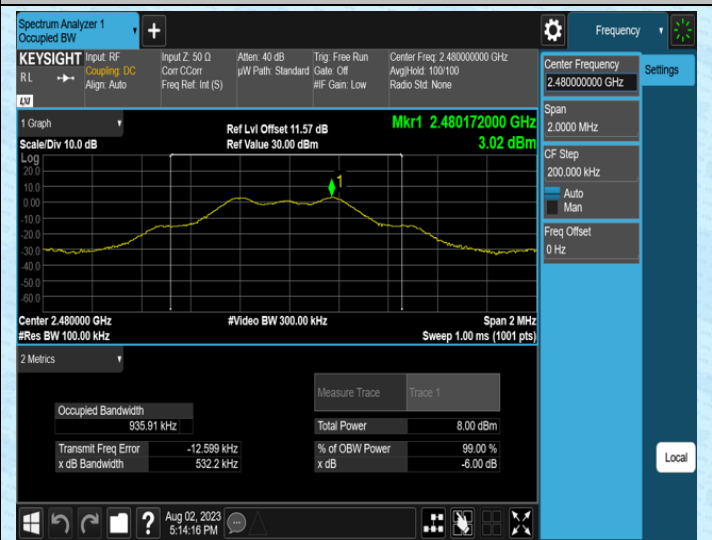 Spectrum Analyzer 1
Occupied BW
+
Frequency
KEYSIGHT
RL
LXI
Input: RF
Coupling: DC
Align: Auto
Input Z: 50 Ω
Corr CCorr
Freq Ref: Int (S)
Atten: 40 dB
µW Path: Standard
Trig: Free Run
Gate: Off
#IF Gain: Low
Center Freq: 2.480000000 GHz
Avg|Hold: 100/100
Radio Std: None
Center Frequency
2.480000000 GHz
Settings
Span
2.0000 MHz
CF Step
200.000 kHz
Auto
Man
Freq Offset
0 Hz
1 Graph
Scale/Div 10.0 dB
Ref Lvl Offset 11.57 dB
Ref Value 30.00 dBm
Mkr1 2.480172000 GHz
3.02 dBm
Log
20.0
10.0
0.00
-10.0
-20.0
-30.0
-40.0
-50.0
-60.0
1
Center 2.480000 GHz
#Res BW 100.00 kHz
#Video BW 300.00 kHz
Span 2 MHz
Sweep 1.00 ms (1001 pts)
2 Metrics
Measure Trace Trace 1
Occupied Bandwidth
935.91 kHz
Total Power 8.00 dBm
Transmit Freq Error -12.599 kHz
% of OBW Power 99.00 %
x dB Bandwidth 532.2 kHz
x dB -6.00 dB
Local
?
Aug 02, 2023
5:14:16 PM